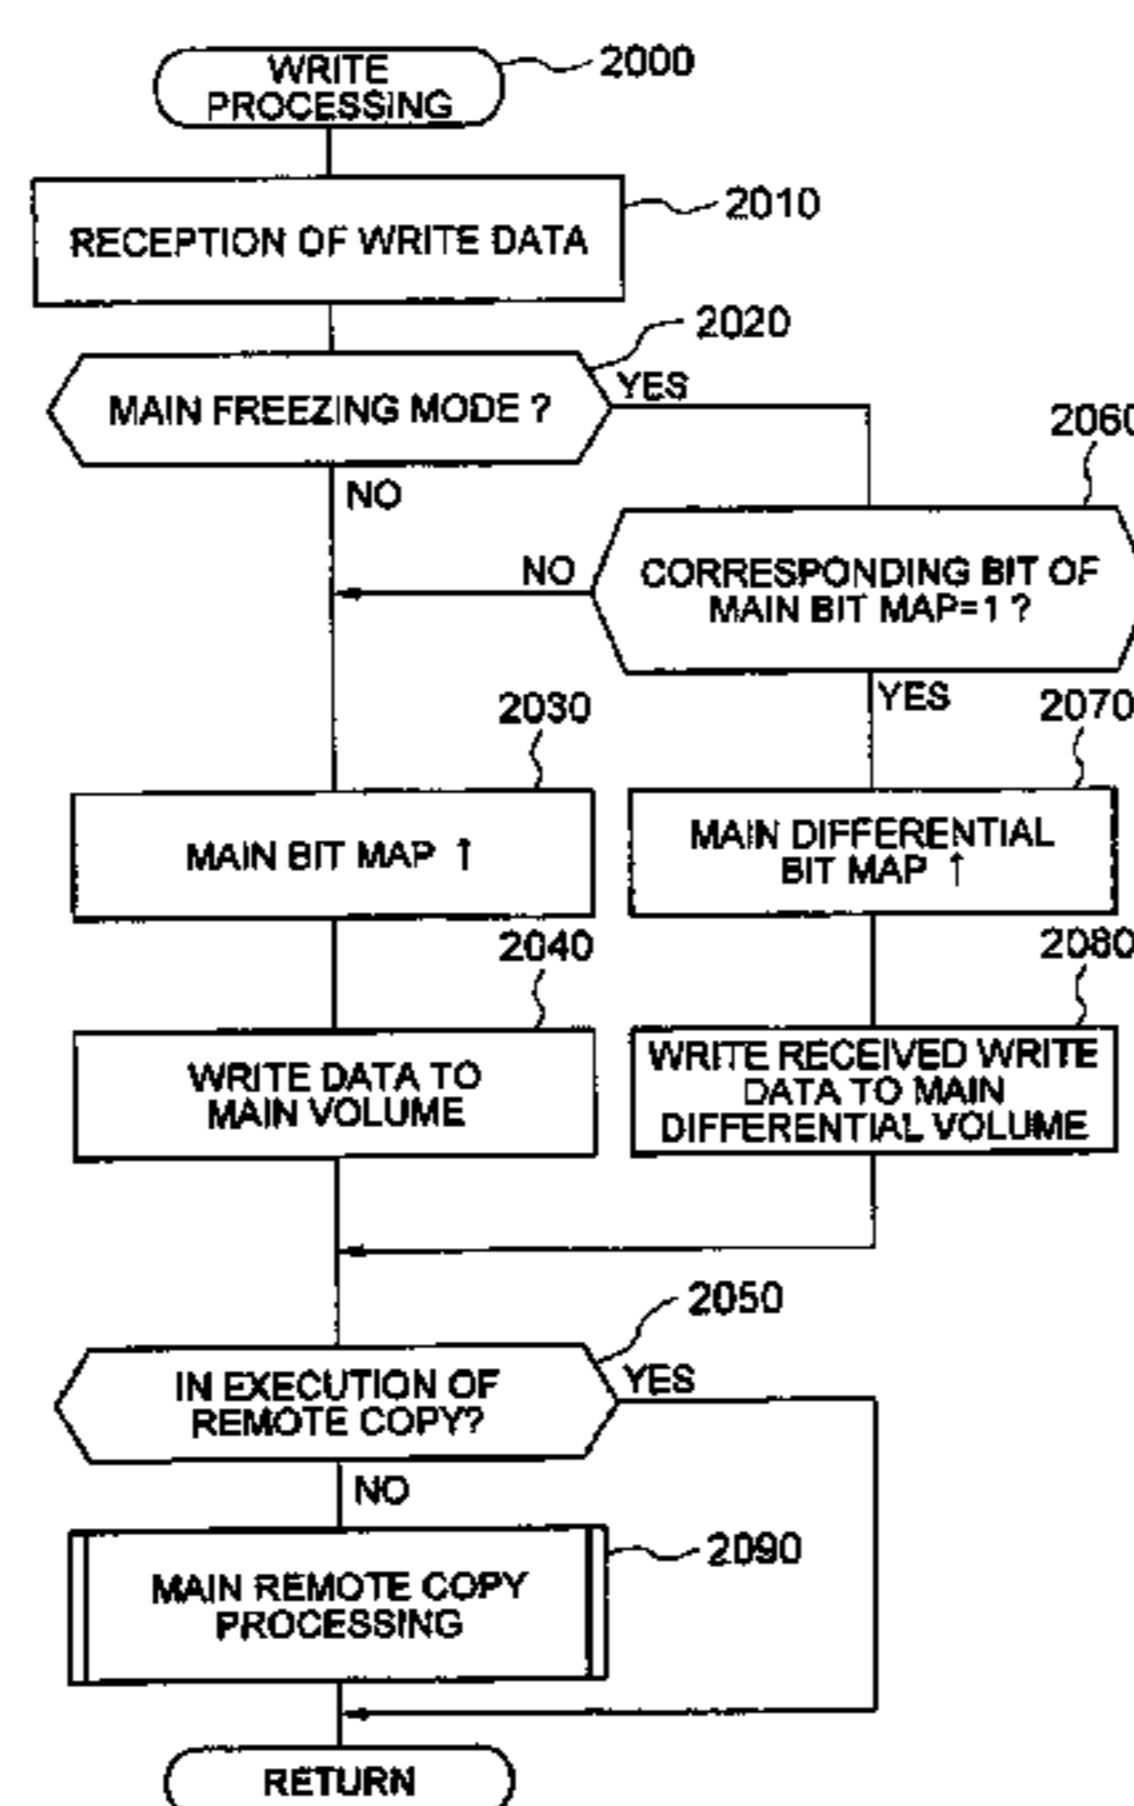 WRITE
PROCESSING
2000
RECEPTION OF WRITE DATA
2010
MAIN FREEZING MODE ?
2020
YES
NO
2060
CORRESPONDING BIT OF
MAIN BIT MAP=1 ?
NO
YES
2030
MAIN BIT MAP ↑
2070
MAIN DIFFERENTIAL
BIT MAP ↑
2040
WRITE DATA TO
MAIN VOLUME
2080
WRITE RECEIVED WRITE
DATA TO MAIN
DIFFERENTIAL VOLUME
2050
IN EXECUTION OF
REMOTE COPY?
YES
NO
MAIN REMOTE COPY
PROCESSING
2090
RETURN